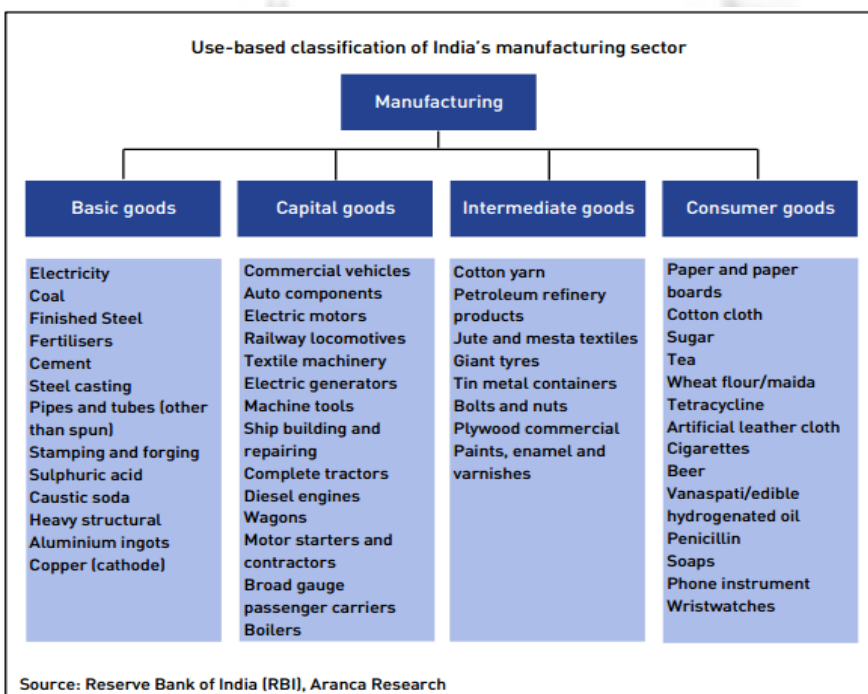 Use-based classification of India's manufacturing sector
Manufacturing
Basic goods
Capital goods
Intermediate goods
Consumer goods
Electricity
Coal
Finished Steel
Fertilisers
Cement
Steel casting
Pipes and tubes (other
than spun)
Stamping and forging
Sulphuric acid
Caustic soda
Heavy structural
Aluminium ingots
Copper (cathode)
Commercial vehicles
Auto components
Electric motors
Railway locomotives
Textile machinery
Electric generators
Machine tools
Ship building and
repairing
Complete tractors
Diesel engines
Wagons
Motor starters and
contractors
Broad gauge
passenger carriers
Boilers
Cotton yarn
Petroleum refinery
products
Jute and mesta textiles
Giant tyres
Tin metal containers
Bolts and nuts
Plywood commercial
Paints, enamel and
varnishes
Paper and paper
boards
Cotton cloth
Sugar
Tea
Wheat flour/maida
Tetracycline
Artificial leather cloth
Cigarettes
Beer
Vanaspati/edible
hydrogenated oil
Penicillin
Soaps
Phone instrument
Wristwatches
Source: Reserve Bank of India (RBI), Aranca Research